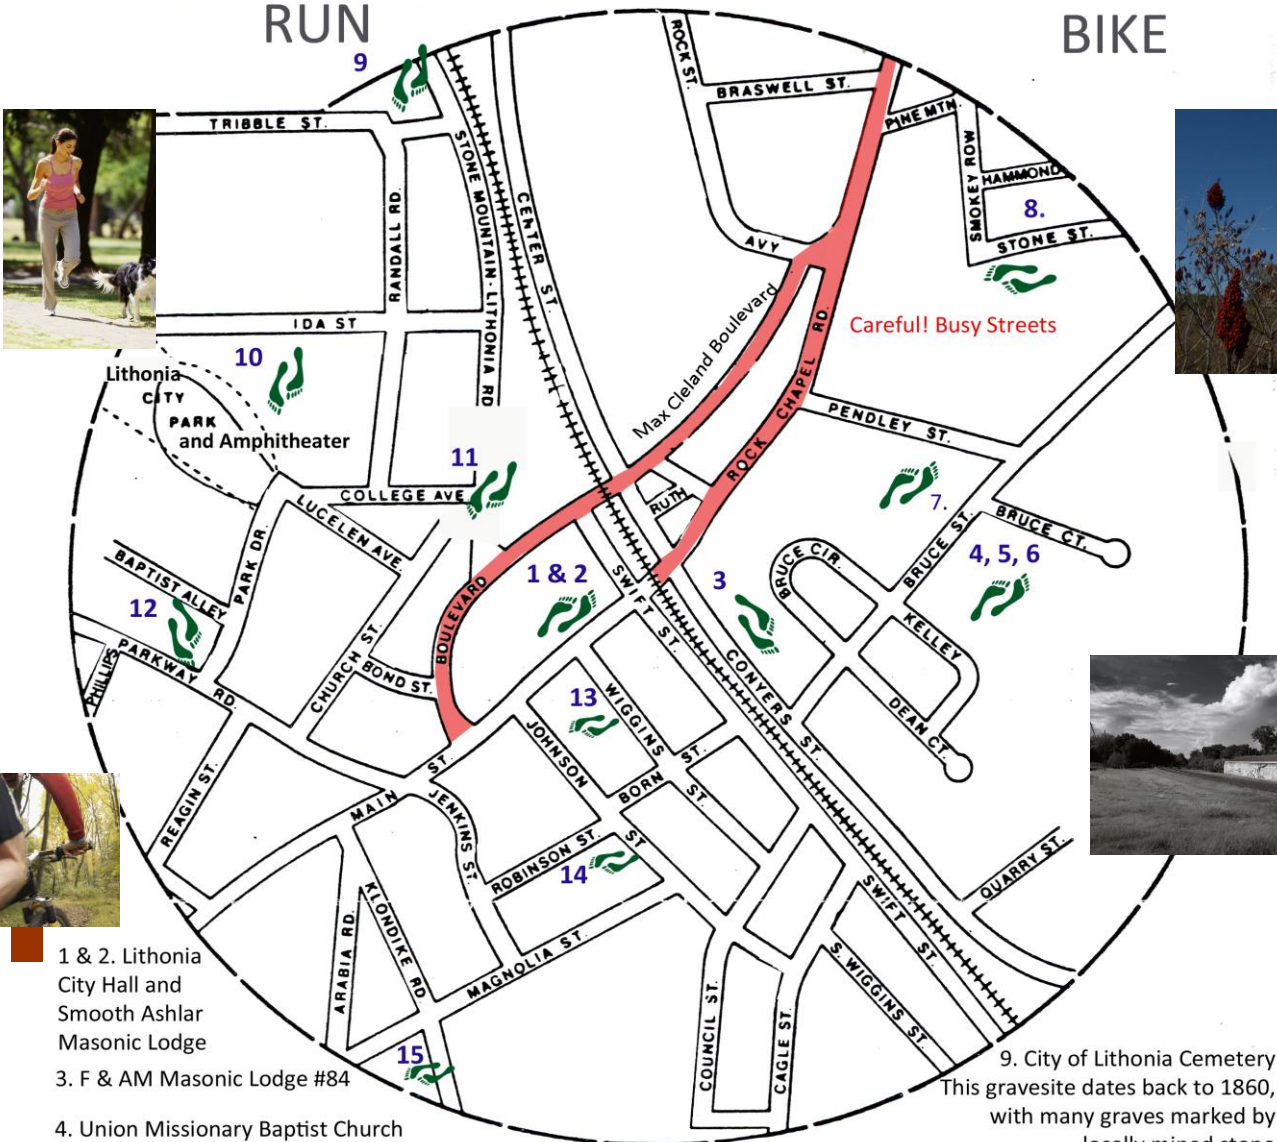 RUN
BIKE
9
ROCK ST.
BRASWELL ST.
PINE MTN.
TRIBBLE ST.
STONE MOUNTAIN - LITHONIA RD
CENTER ST.
SMOKEY ROW
HAMMOND
8.
STONE ST.
RANDALL RD.
AVY
IDA ST
Max Cleland Boulevard
Careful! Busy Streets
10
Lithonia
CITY
PARK
and Amphitheater
ROCK CHAPEL RD.
PENDLEY ST.
11
COLLEGE AVE
LUCELEN AVE.
RUTH
7.
BRUCE CT.
BRUCE ST.
BRUCE CIR.
4, 5, 6
PARK DR.
BAPTIST ALLEY
12
1 & 2
3
BOULEVARD
SWIFT ST.
KELLEY
PHILLIPS
PARKWAY RD.
CHURCH ST.
BOND ST.
CONYERS ST.
DEAN CT.
13
WIGGINS ST.
JOHNSON ST
BORN ST.
REAGIN ST.
MAIN ST.
JENKINS ST.
ROBINSON ST.
14
QUARRY ST.
KLONDIKE RD.
ARABIA RD.
MAGNOLIA ST.
SWIFT ST.
S. WIGGINS ST.
COUNCIL ST.
CAGLE ST.
15
1 & 2. Lithonia
City Hall and
Smooth Ashlar
Masonic Lodge
3. F & AM Masonic Lodge #84
4. Union Missionary Baptist Church
9. City of Lithonia Cemetery
This gravesite dates back to 1860,
with many graves marked by
locally mined stone